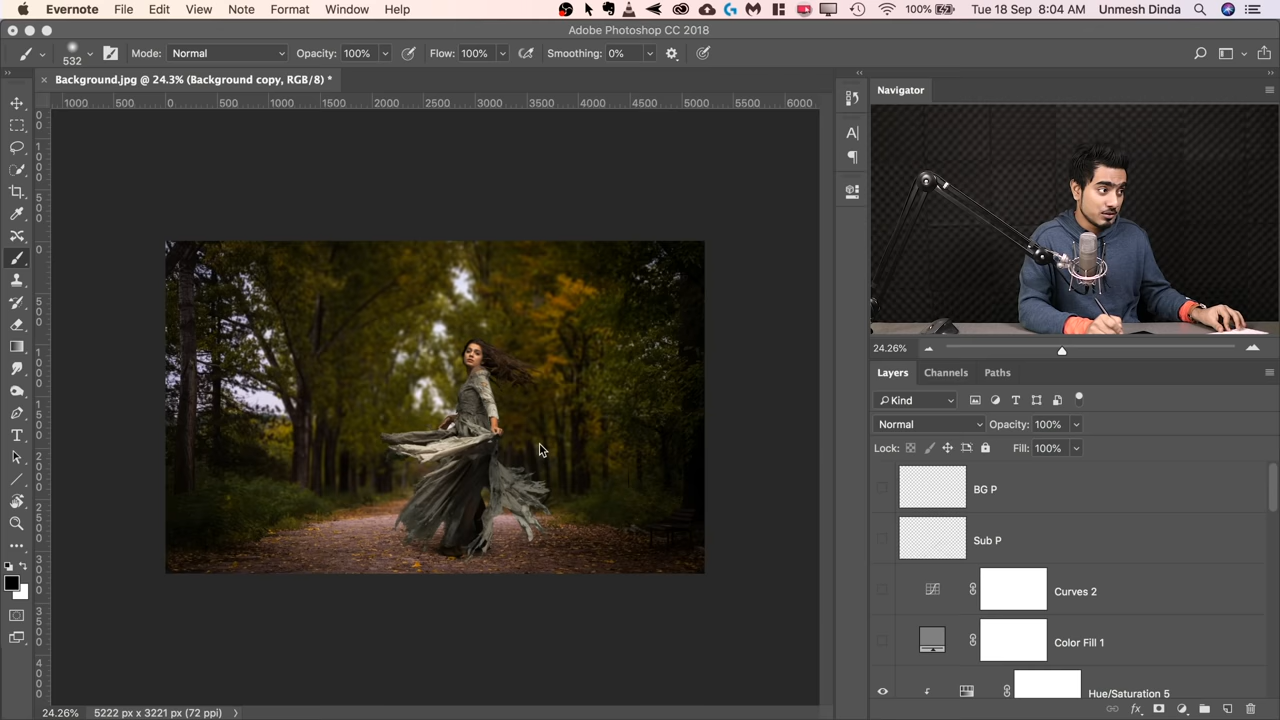 Evernote File Edit View Note Format Window Help 100% Tue 18 Sep 8:04 AM Unmesh Dinda
Adobe Photoshop CC 2018
532 Mode: Normal Opacity: 100% Flow: 100% Smoothing: 0%
Background.jpg @ 24.3% (Background copy, RGB/8) *
1000 500 0 500 1000 1500 2000 2500 3000 3500 4000 4500 5000 5500 6000
Navigator
24.26%
Layers Channels Paths
Kind
Normal Opacity: 100%
Lock: Fill: 100%
BG P
Sub P
Curves 2
Color Fill 1
Hue/Saturation 5
24.26% 5222 px x 3221 px (72 ppi)